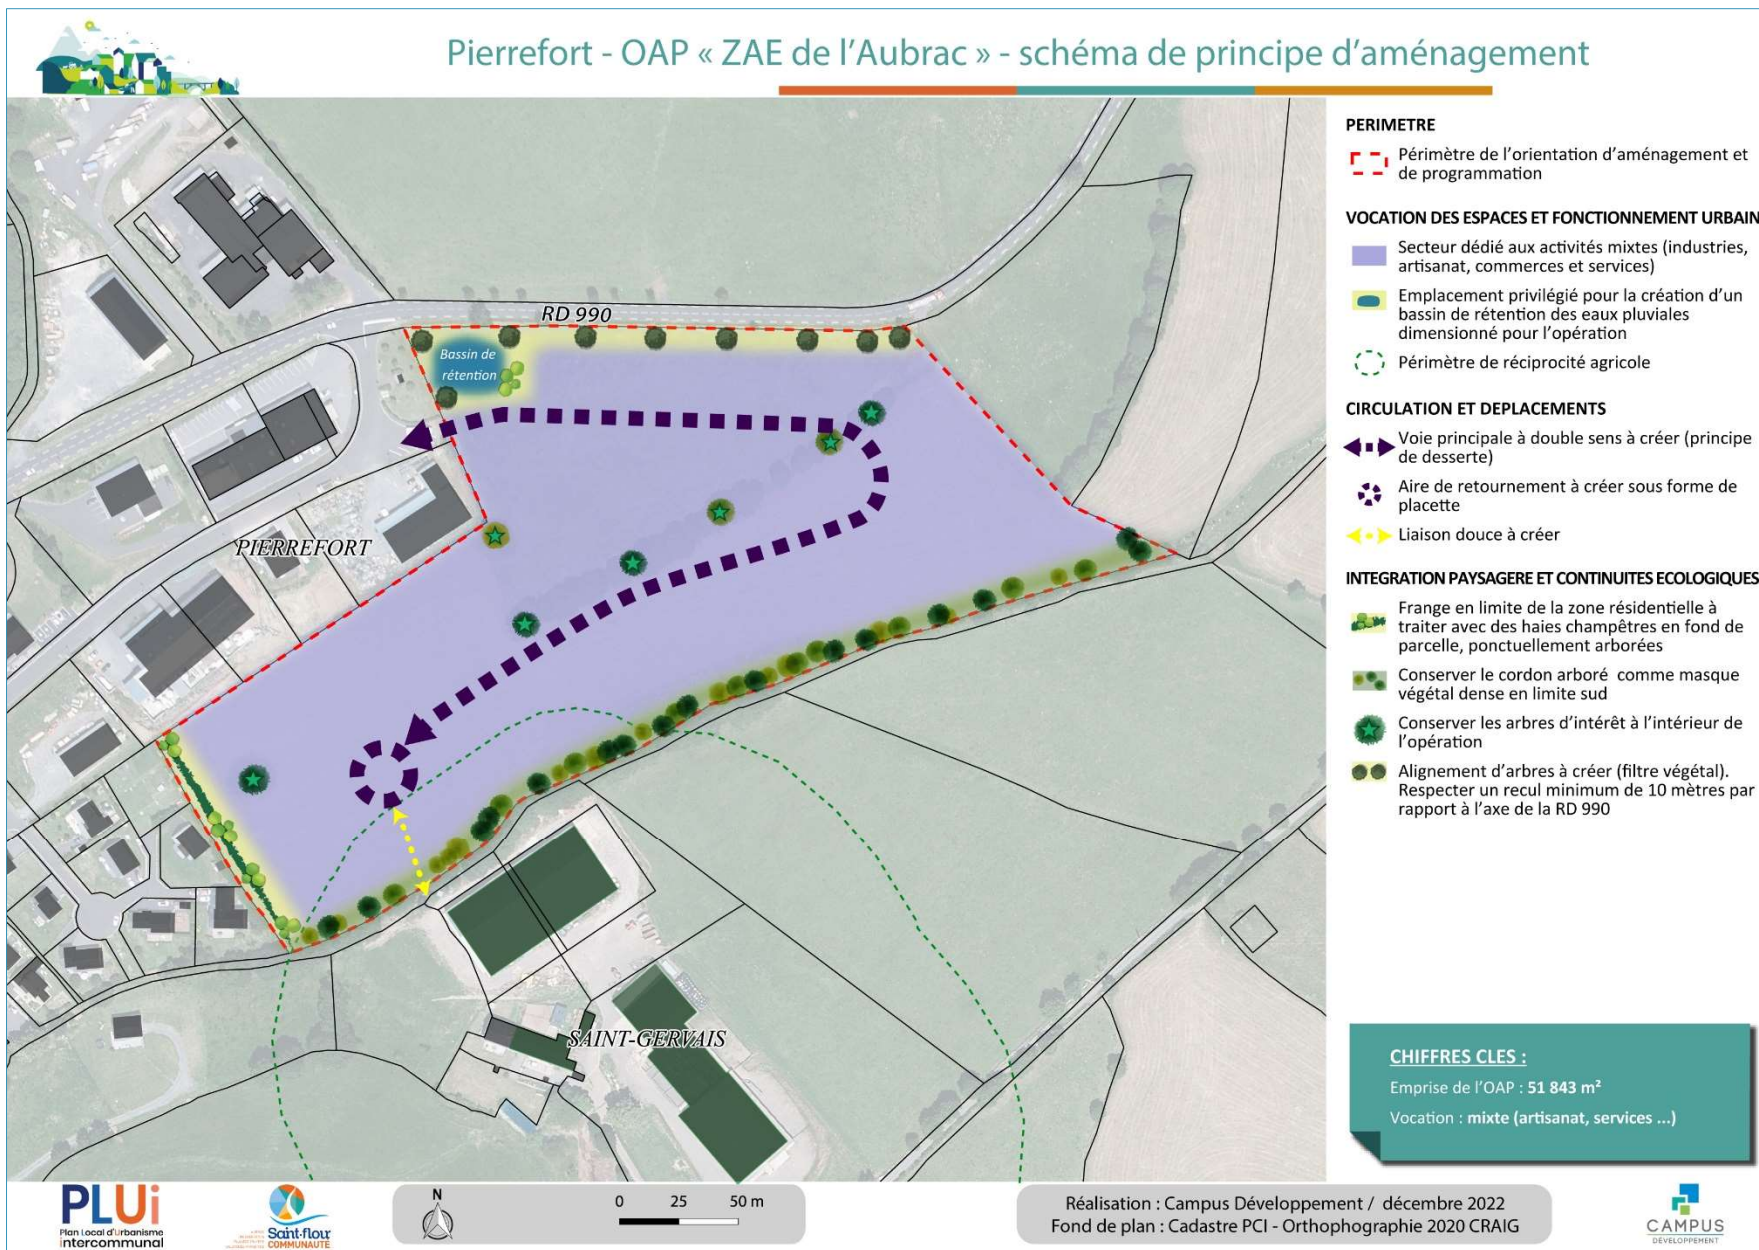 Pierrefort - OAP « ZAE de l’Aubrac » - schéma de principe d’aménagement
RD 990
Bassin de
rétention
PIERREFORT
SAINT-GERVAIS
PERIMETRE
Périmètre de l’orientation d’aménagement et
de programmation
VOCATION DES ESPACES ET FONCTIONNEMENT URBAIN
Secteur dédié aux activités mixtes (industries,
artisanat, commerces et services)
Emplacement privilégié pour la création d’un
bassin de rétention des eaux pluviales
dimensionné pour l’opération
Périmètre de réciprocité agricole
CIRCULATION ET DEPLACEMENTS
Voie principale à double sens à créer (principe
de desserte)
Aire de retournement à créer sous forme de
placette
Liaison douce à créer
INTEGRATION PAYSAGERE ET CONTINUITES ECOLOGIQUES
Frange en limite de la zone résidentielle à
traiter avec des haies champêtres en fond de
parcelle, ponctuellement arborées
Conserver le cordon arboré comme masque
végétal dense en limite sud
Conserver les arbres d’intérêt à l’intérieur de
l’opération
Alignement d’arbres à créer (filtre végétal).
Respecter un recul minimum de 10 mètres par
rapport à l’axe de la RD 990
CHIFFRES CLES :
Emprise de l’OAP : 51 843 m²
Vocation : mixte (artisanat, services ...)
PLUi
Plan Local d’Urbanisme
intercommunal
Saint-flour
COMMUNAUTÉ
N
0 25 50 m
Réalisation : Campus Développement / décembre 2022
Fond de plan : Cadastre PCI - Orthophographie 2020 CRAIG
CAMPUS
DÉVELOPPEMENT